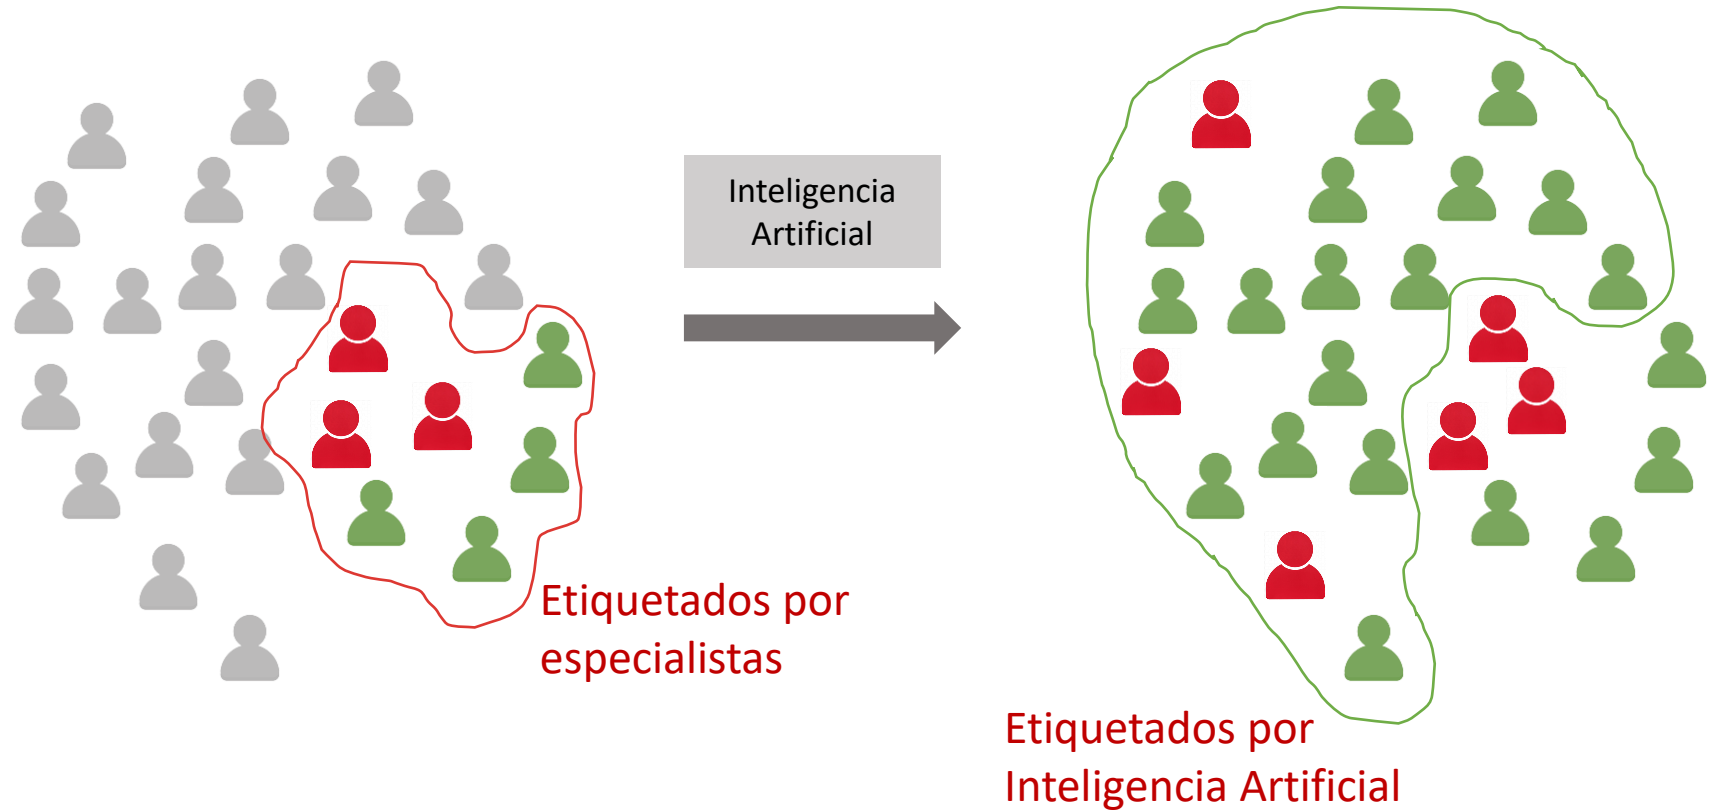 Inteligencia
Artificial
Etiquetados por
especialistas
Etiquetados por
Inteligencia Artificial